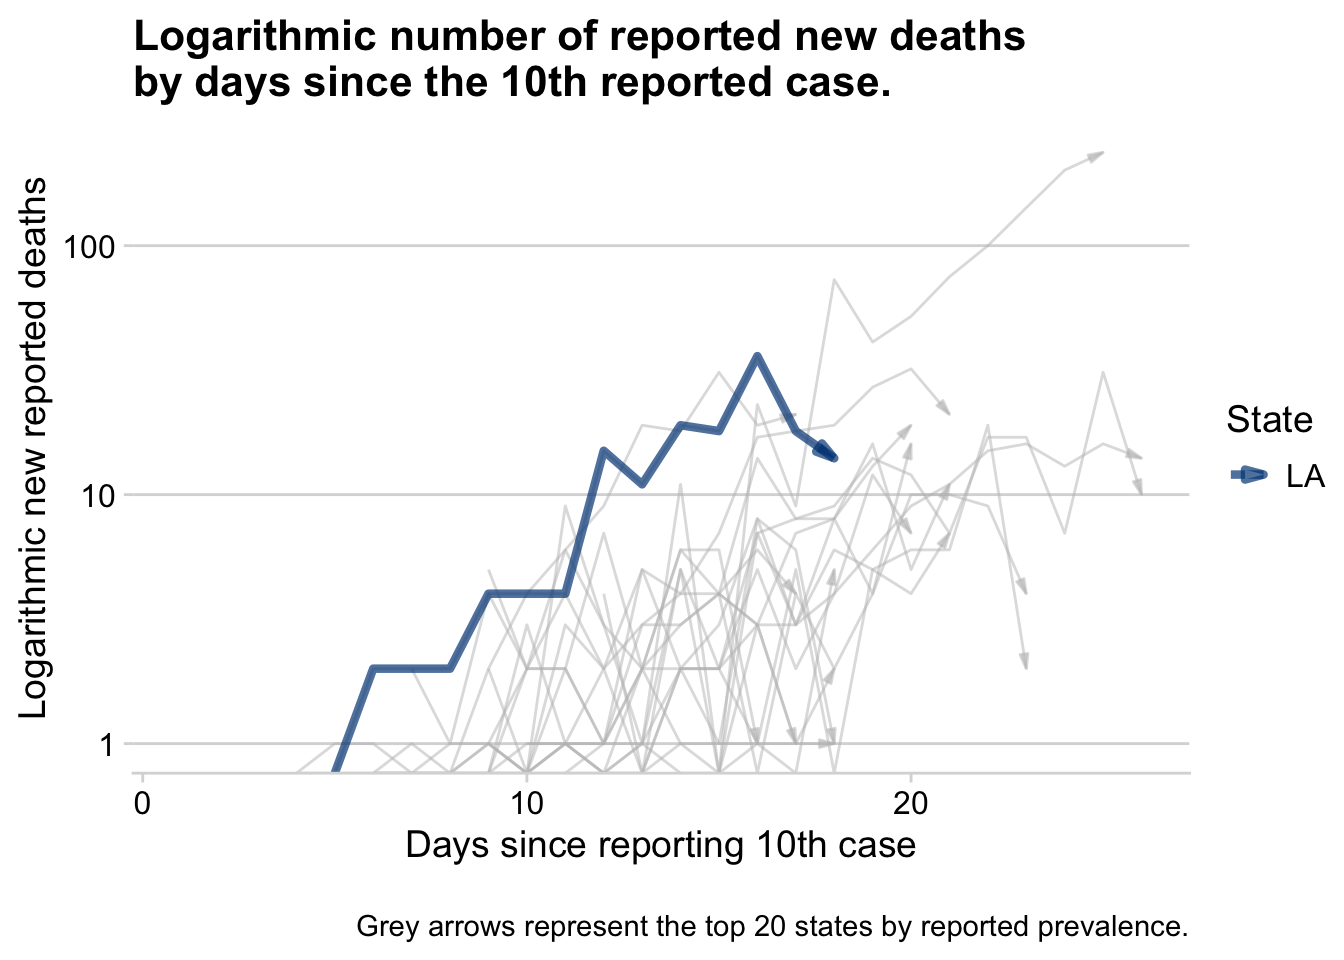 Logarithmic number of reported new deaths
by days since the 10th reported case.
Logarithmic new reported deaths
100
10
1
0
10
20
Days since reporting 10th case
State
LA
Grey arrows represent the top 20 states by reported prevalence.